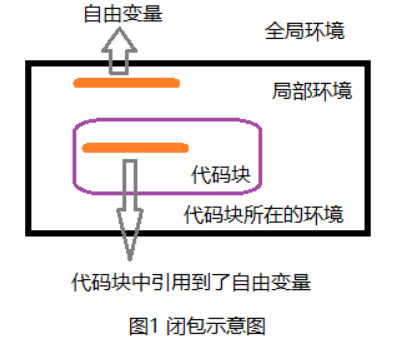 自由变量
全局环境
局部环境
代码块
代码块所在的环境
代码块中引用到了自由变量
图1 闭包示意图